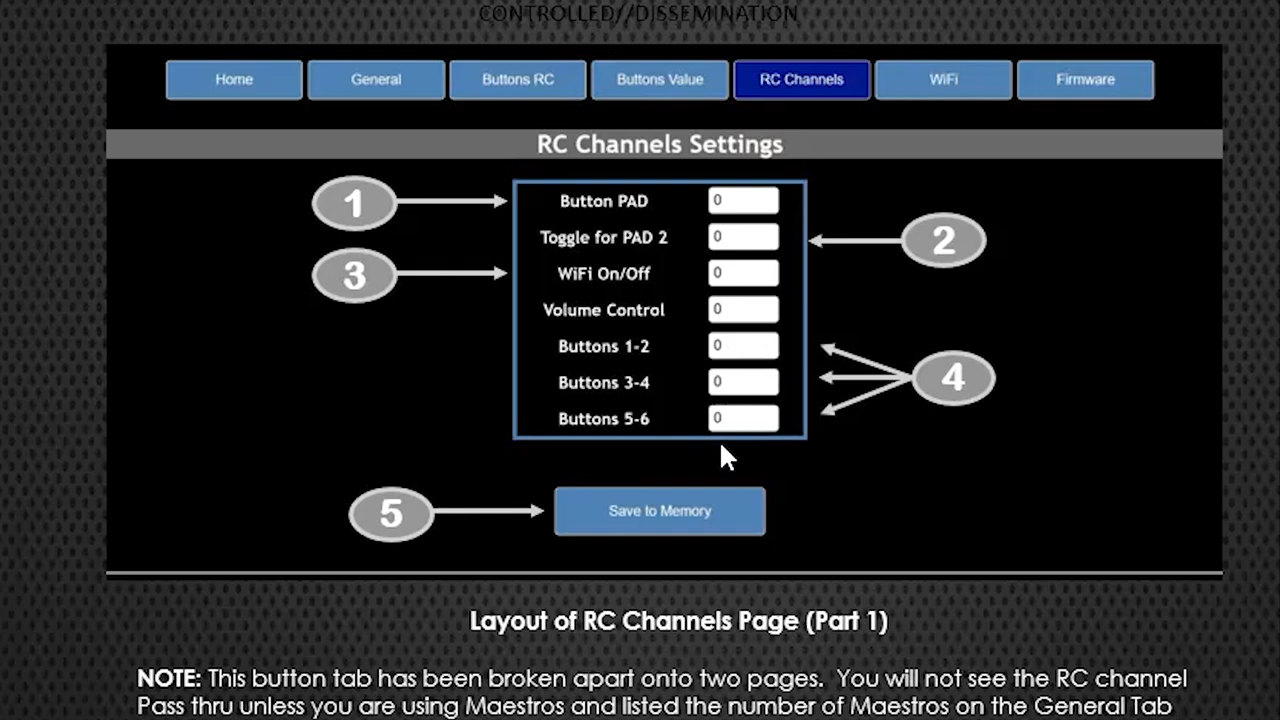 CONTROLLED//DISSEMINATION
Home General Buttons RC Buttons Value RC Channels WiFi Firmware
RC Channels Settings
1 Button PAD 0
Toggle for PAD 2 0 2
3 WiFi On/Off 0
Volume Control 0
Buttons 1-2 0
Buttons 3-4 0 4
Buttons 5-6 0
5 Save to Memory
Layout of RC Channels Page (Part 1)
NOTE: This button tab has been broken apart onto two pages. You will not see the RC channel
Pass thru unless you are using Maestros and listed the number of Maestros on the General Tab